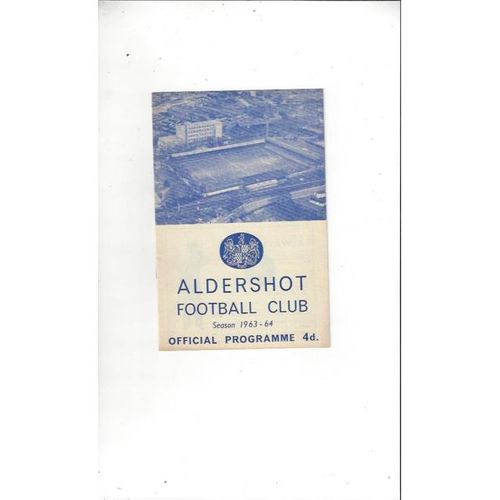 ALDERSHOT
FOOTBALL CLUB
Season 1963-64
OFFICIAL PROGRAMME 4d.